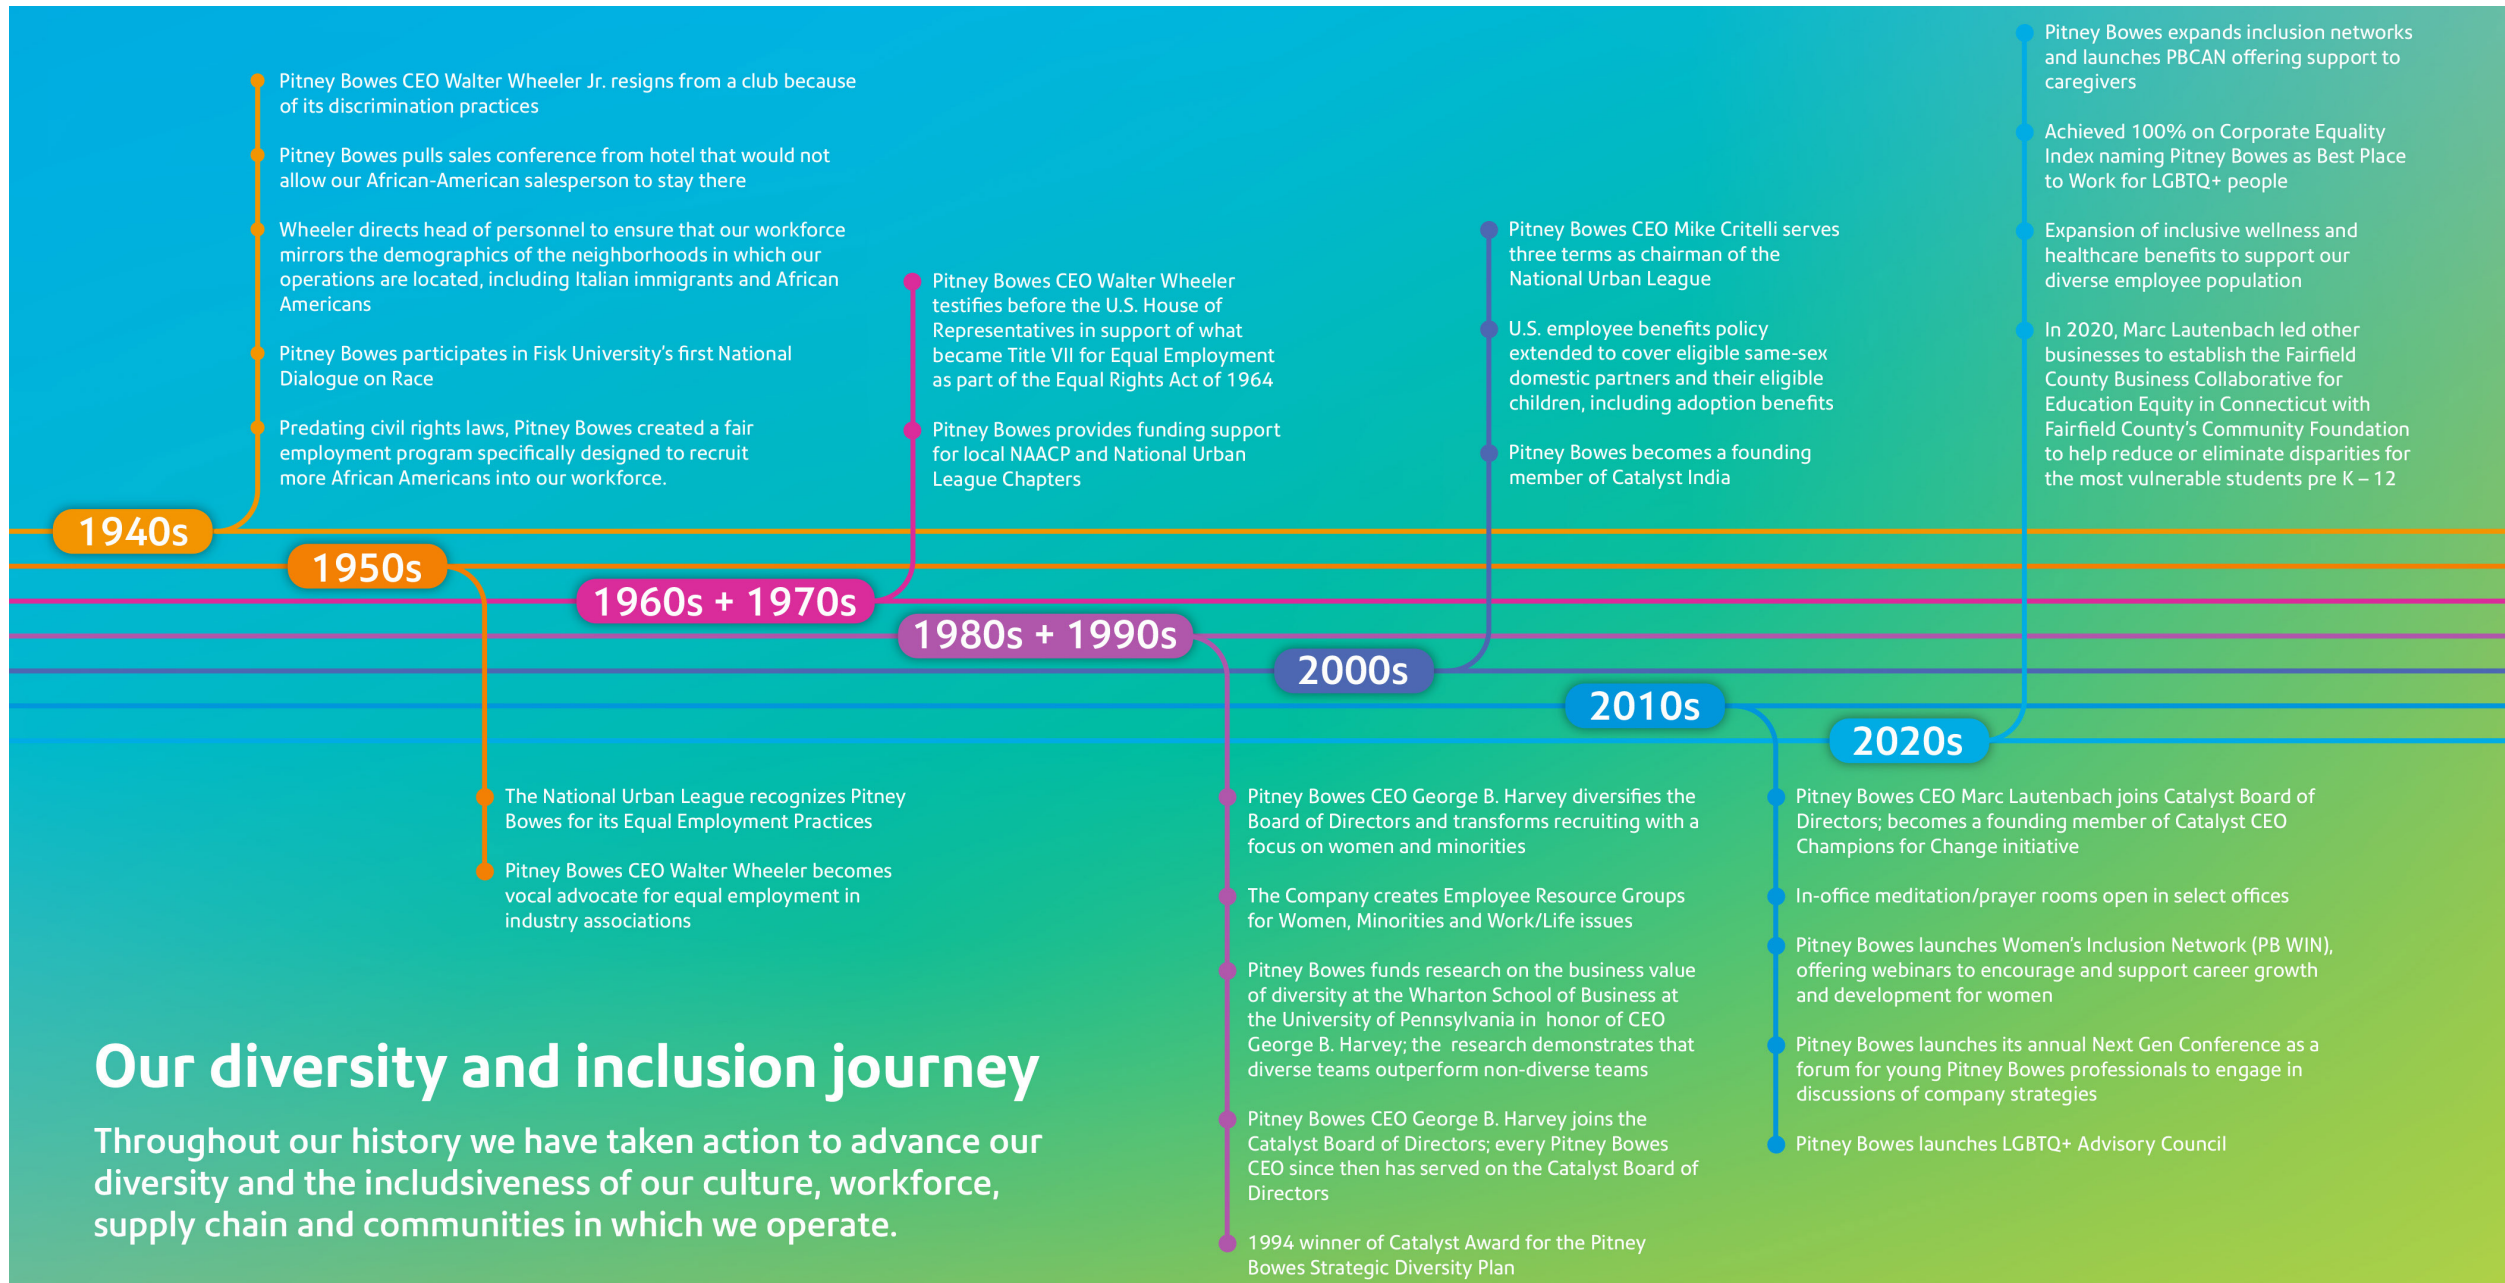 Pitney Bowes CEO Walter Wheeler Jr. resigns from a club because
of its discrimination practices
Pitney Bowes pulls sales conference from hotel that would not
allow our African-American salesperson to stay there
Wheeler directs head of personnel to ensure that our workforce
mirrors the demographics of the neighborhoods in which our
operations are located, including Italian immigrants and African
Americans
Pitney Bowes participates in Fisk University's first National
Dialogue on Race
Predating civil rights laws, Pitney Bowes created a fair
employment program specifically designed to recruit
more African Americans into our workforce.
1940s
1950s
The National Urban League recognizes Pitney
Bowes for its Equal Employment Practices
Pitney Bowes CEO Walter Wheeler becomes
vocal advocate for equal employment in
industry associations
Pitney Bowes CEO Walter Wheeler
testifies before the U.S. House of
Representatives in support of what
became Title VII for Equal Employment
as part of the Equal Rights Act of 1964
Pitney Bowes provides funding support
for local NAACP and National Urban
League Chapters
1960s + 1970s
1980s + 1990s
Pitney Bowes CEO George B. Harvey diversifies the
Board of Directors and transforms recruiting with a
focus on women and minorities
The Company creates Employee Resource Groups
for Women, Minorities and Work/Life issues
Pitney Bowes funds research on the business value
of diversity at the Wharton School of Business at
the University of Pennsylvania in honor of CEO
George B. Harvey; the research demonstrates that
diverse teams outperform non-diverse teams
Pitney Bowes CEO George B. Harvey joins the
Catalyst Board of Directors; every Pitney Bowes
CEO since then has served on the Catalyst Board of
Directors
1994 winner of Catalyst Award for the Pitney
Bowes Strategic Diversity Plan
Pitney Bowes CEO Mike Critelli serves
three terms as chairman of the
National Urban League
U.S. employee benefits policy
extended to cover eligible same-sex
domestic partners and their eligible
children, including adoption benefits
Pitney Bowes becomes a founding
member of Catalyst India
2000s
2010s
Pitney Bowes CEO Marc Lautenbach joins Catalyst Board of
Directors; becomes a founding member of Catalyst CEO
Champions for Change initiative
In-office meditation/prayer rooms open in select offices
Pitney Bowes launches Women's Inclusion Network (PB WIN),
offering webinars to encourage and support career growth
and development for women
Pitney Bowes launches its annual Next Gen Conference as a
forum for young Pitney Bowes professionals to engage in
discussions of company strategies
Pitney Bowes launches LGBTQ+ Advisory Council
Pitney Bowes expands inclusion networks
and launches PBCAN offering support to
caregivers
Achieved 100% on Corporate Equality
Index naming Pitney Bowes as Best Place
to Work for LGBTQ+ people
Expansion of inclusive wellness and
healthcare benefits to support our
diverse employee population
In 2020, Marc Lautenbach led other
businesses to establish the Fairfield
County Business Collaborative for
Education Equity in Connecticut with
Fairfield County's Community Foundation
to help reduce or eliminate disparities for
the most vulnerable students pre K – 12
2020s
Our diversity and inclusion journey
Throughout our history we have taken action to advance our
diversity and the includsiveness of our culture, workforce,
supply chain and communities in which we operate.